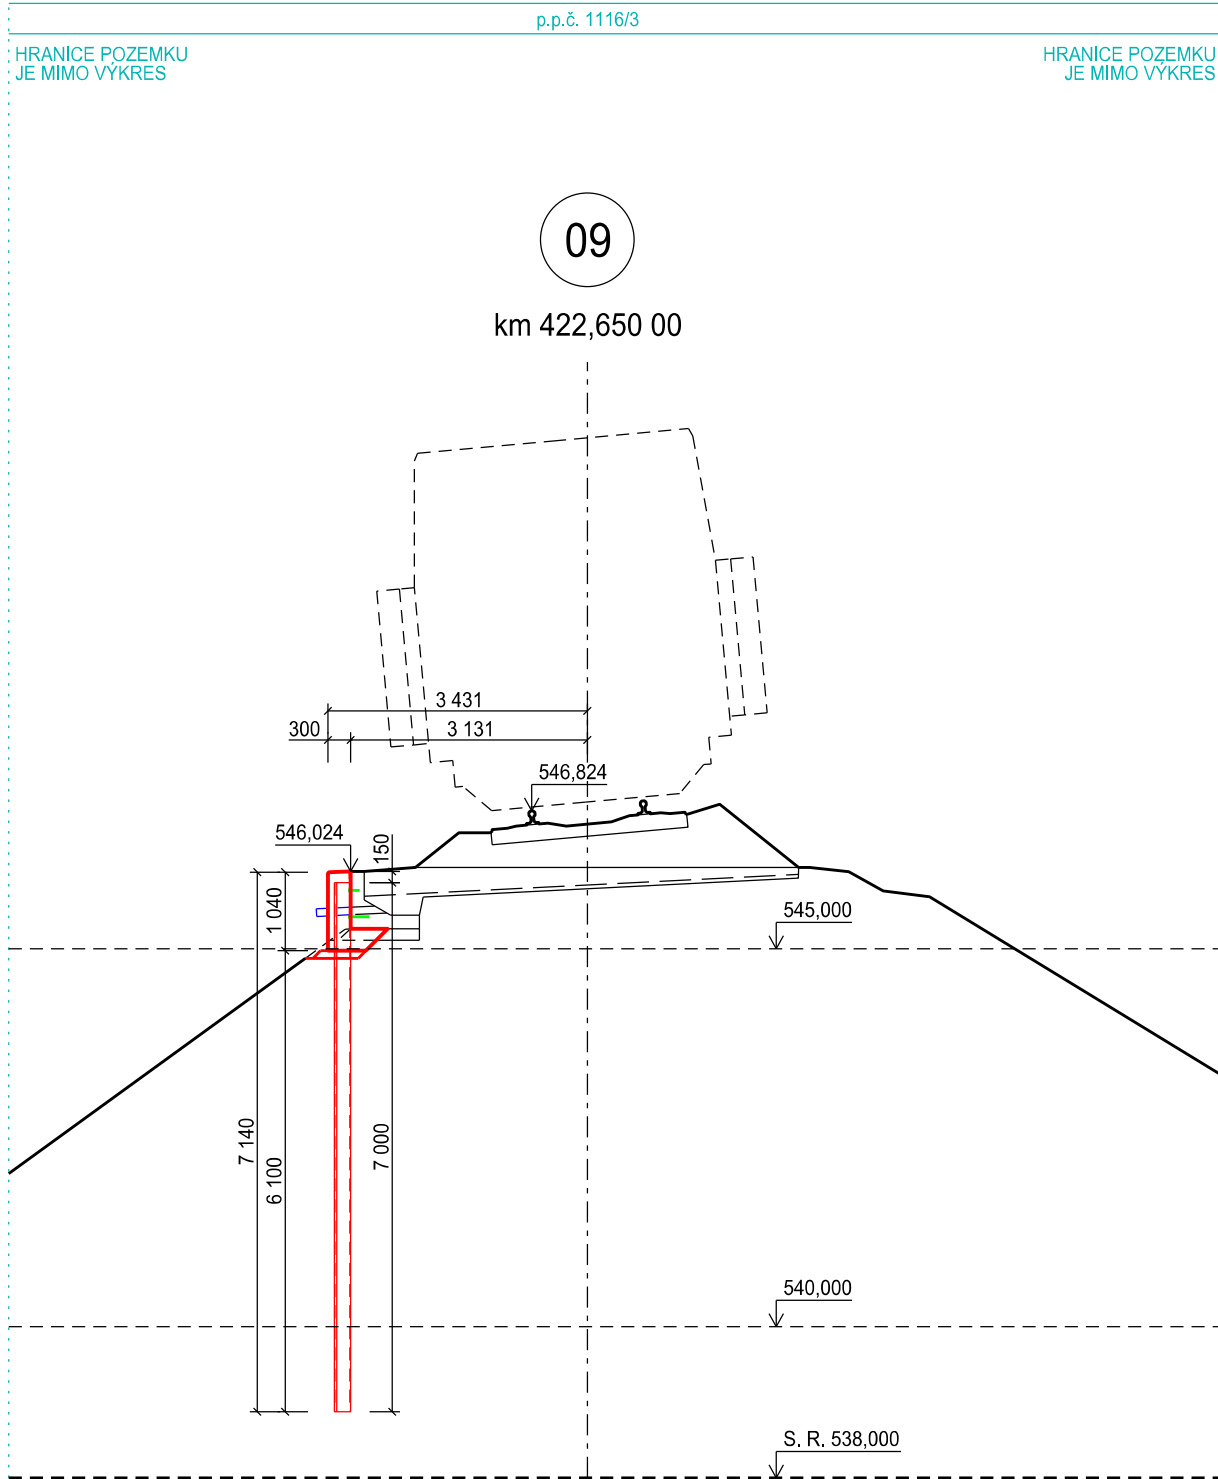 p.p.č. 1116/3
HRANICE POZEMKU
JE MIMO VÝKRES
HRANICE POZEMKU
JE MIMO VÝKRES
09
km 422,650 00
3 431
300
3 131
546,824
546,024
150
1 040
545,000
7 140
6 100
7 000
540,000
S. R. 538,000